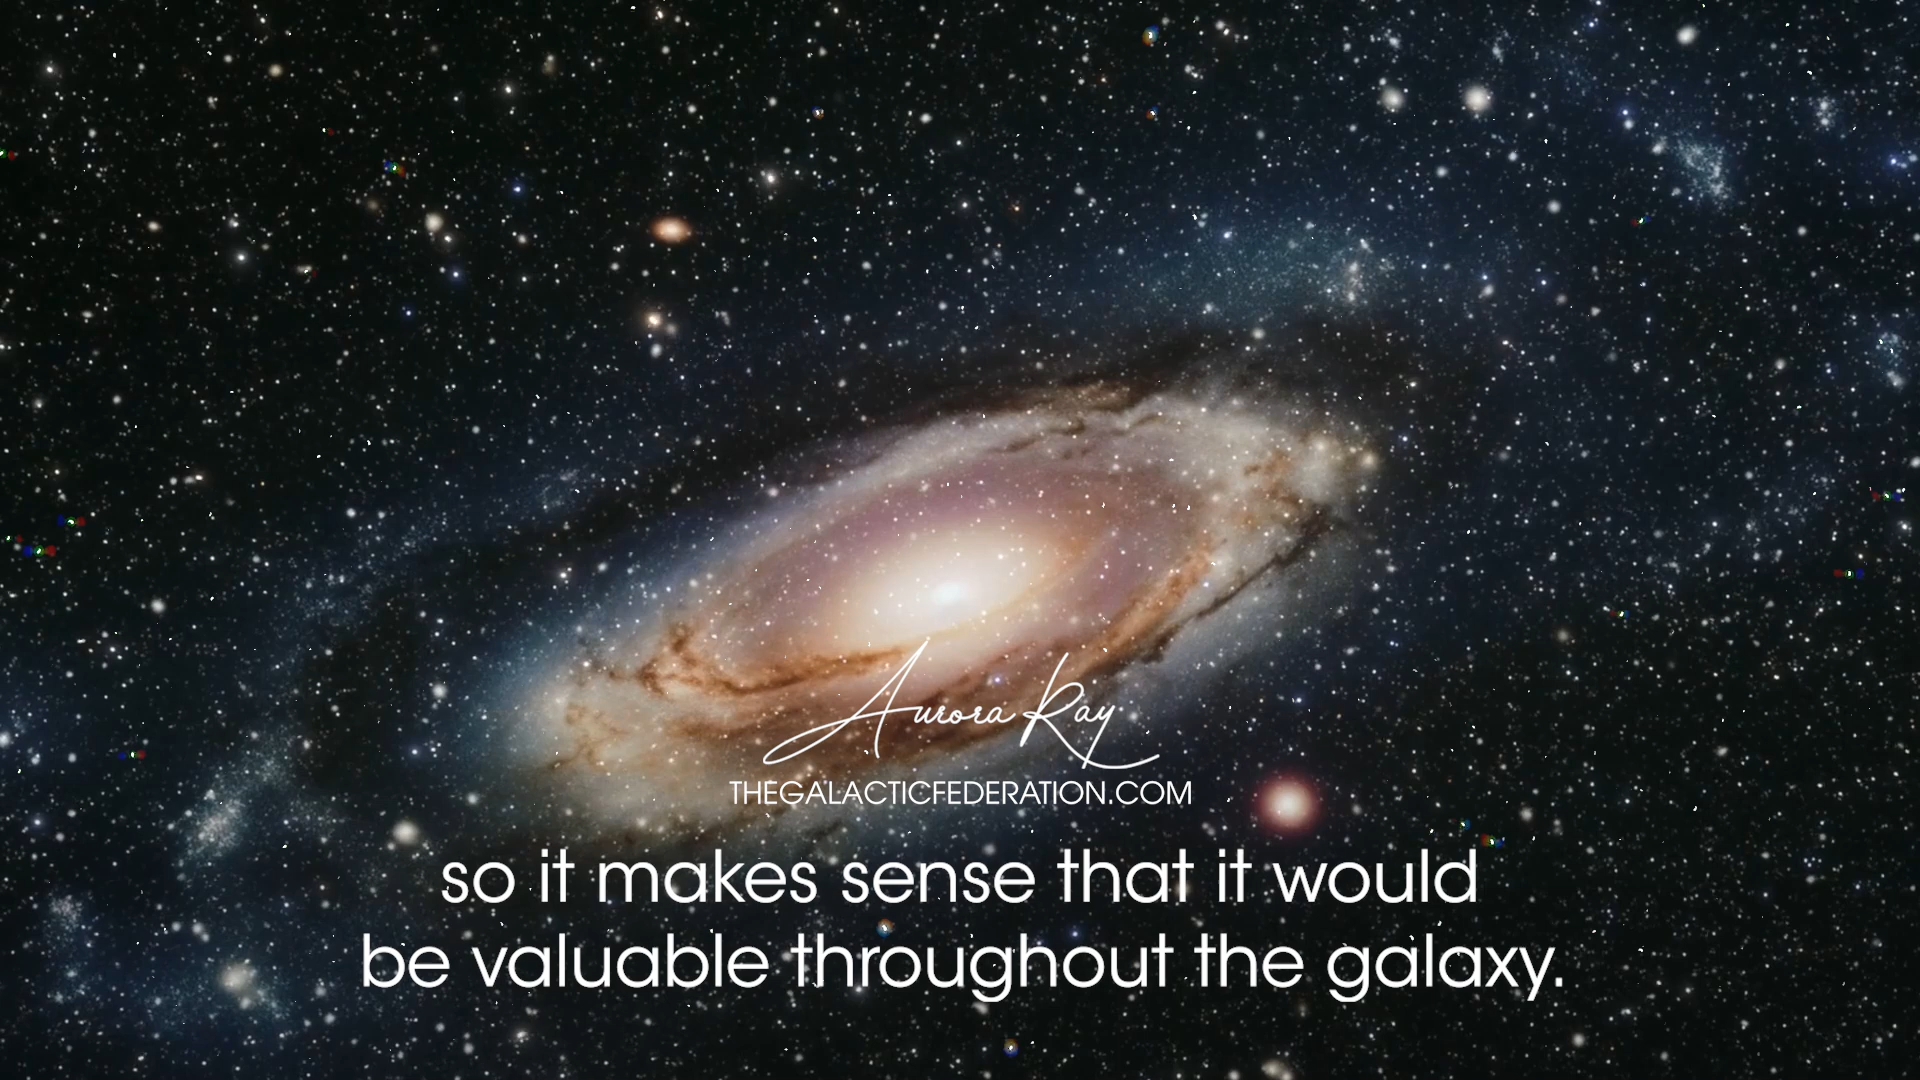 Aurora Ray
THEGALACTICFEDERATION.COM
so it makes sense that it would
be valuable throughout the galaxy.